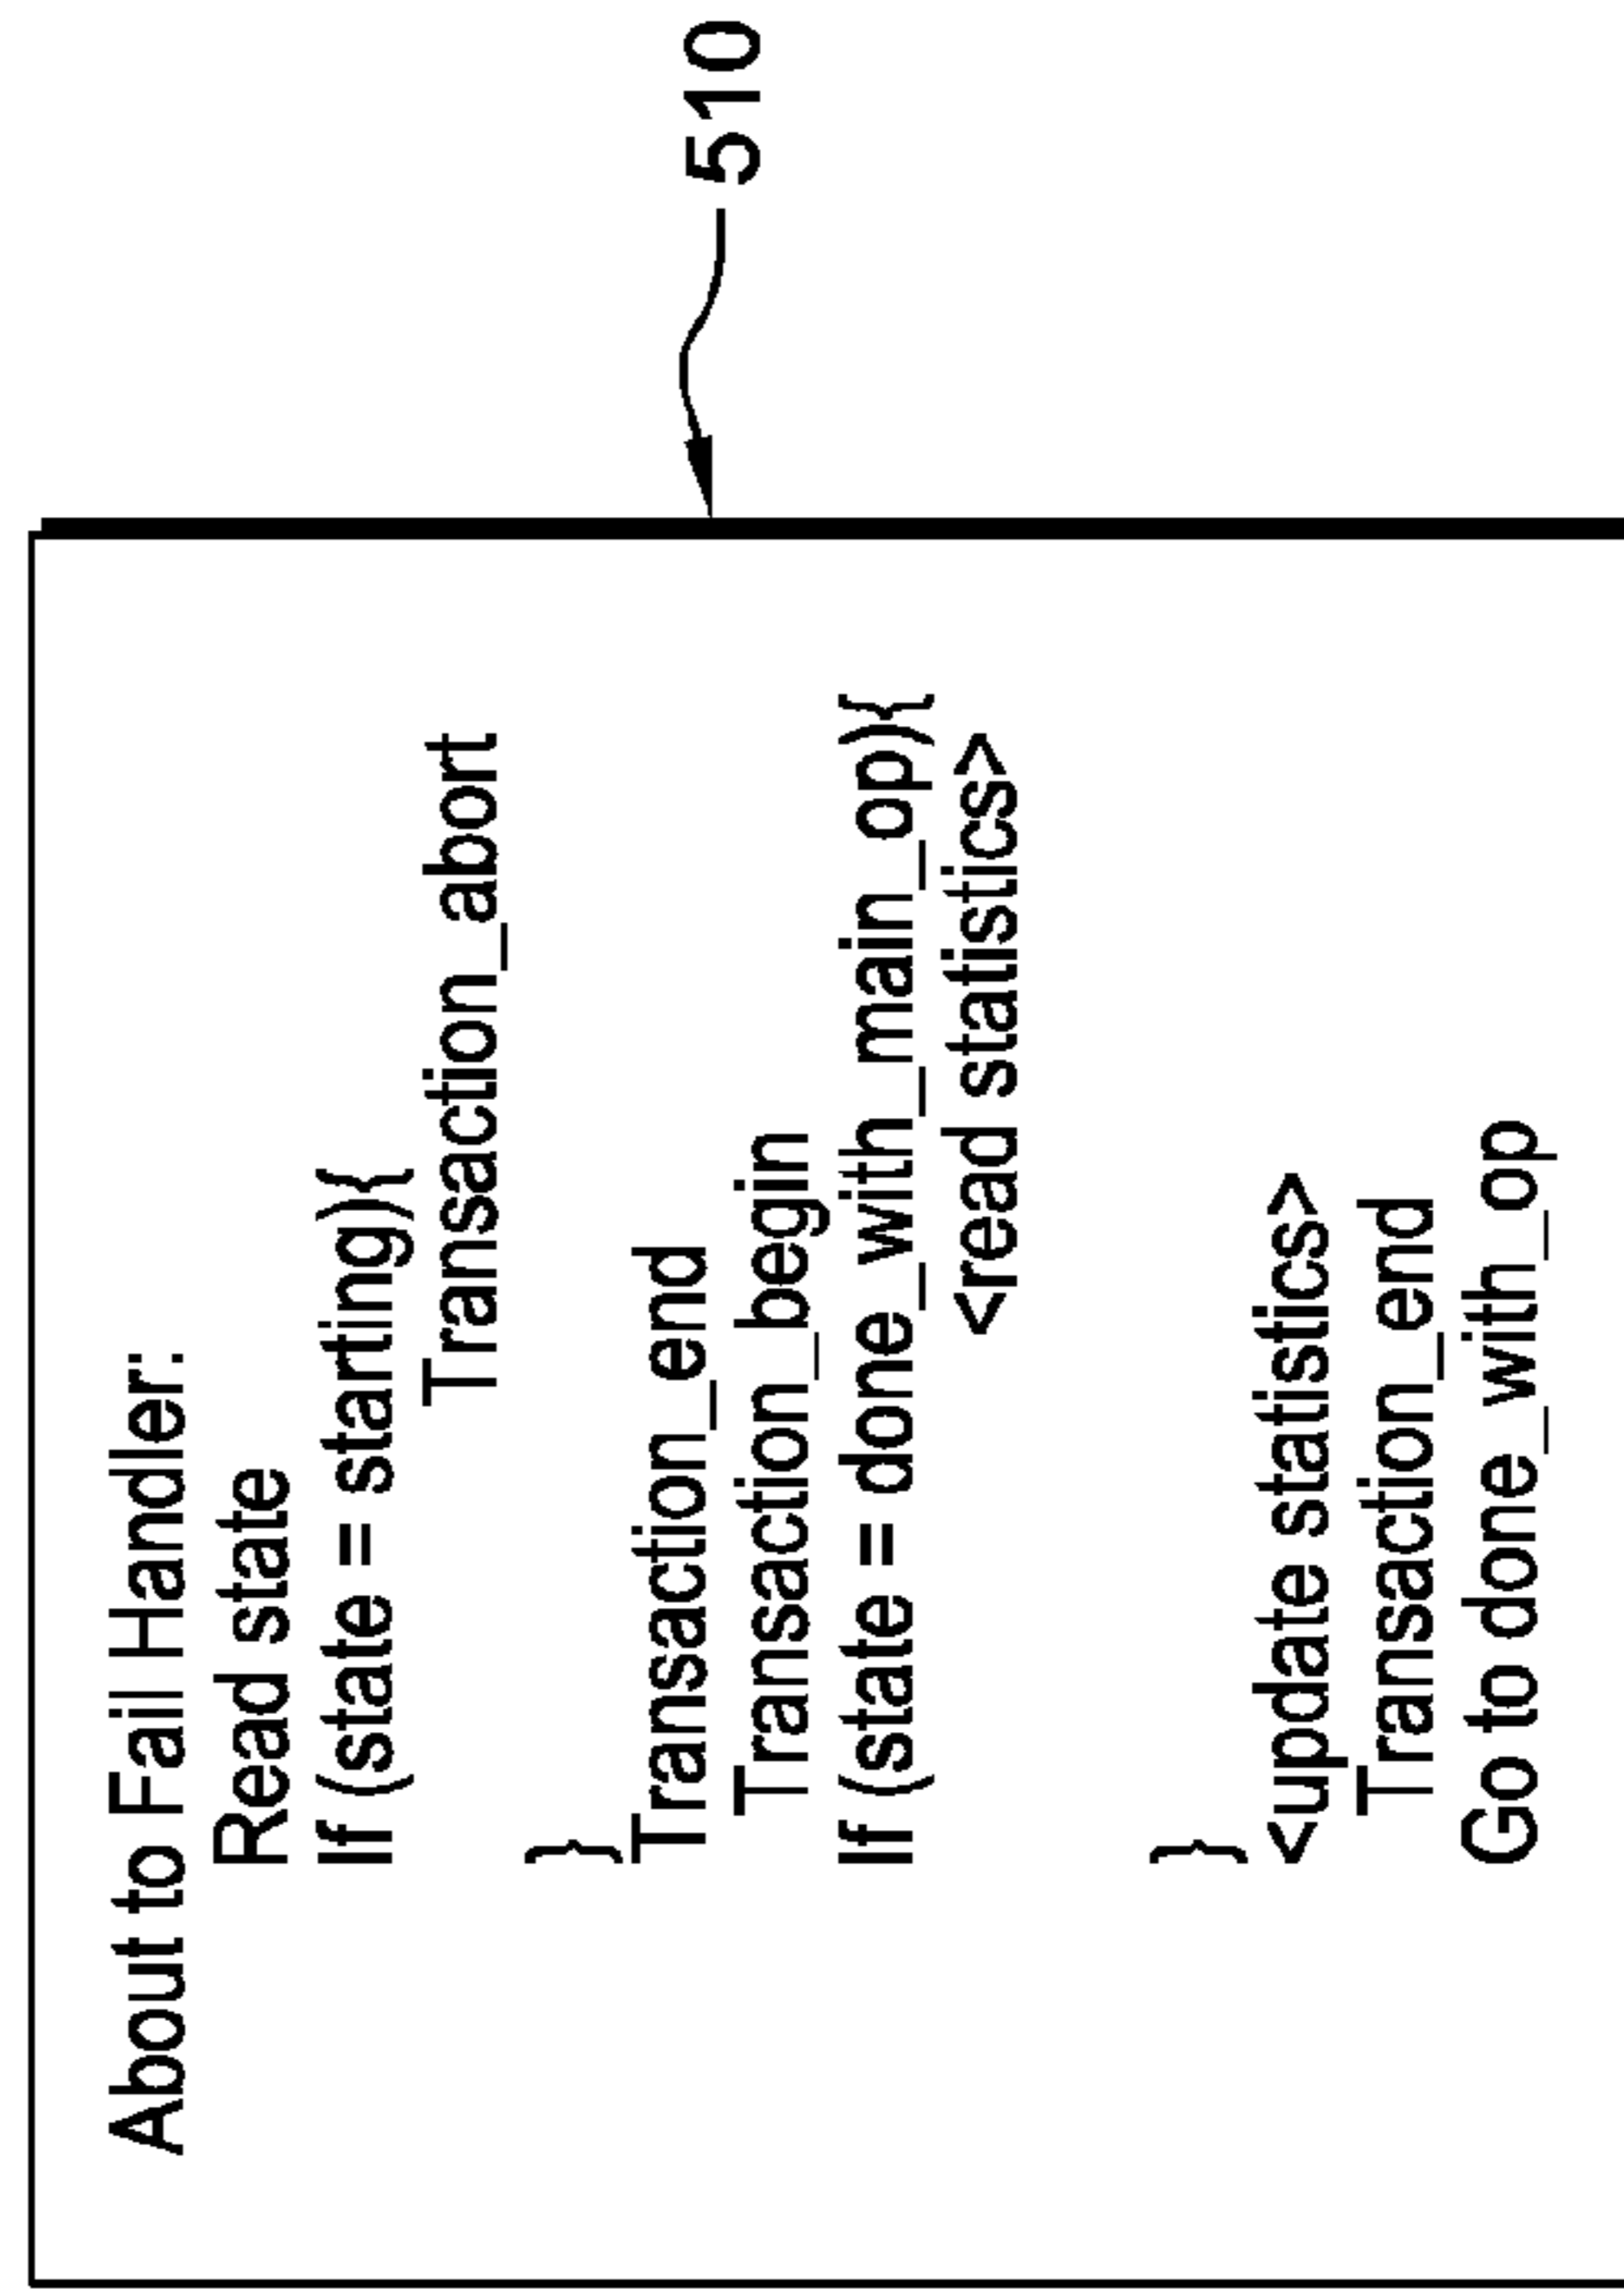 About to Fail Handler:
Read state
If (state = starting){
Transaction_abort
}
Transaction_end
Transaction_begin
If (state = done_with_main_op){
<read statistics>
}
<update statistics>
Transaction_end
Go to done_with_op
510